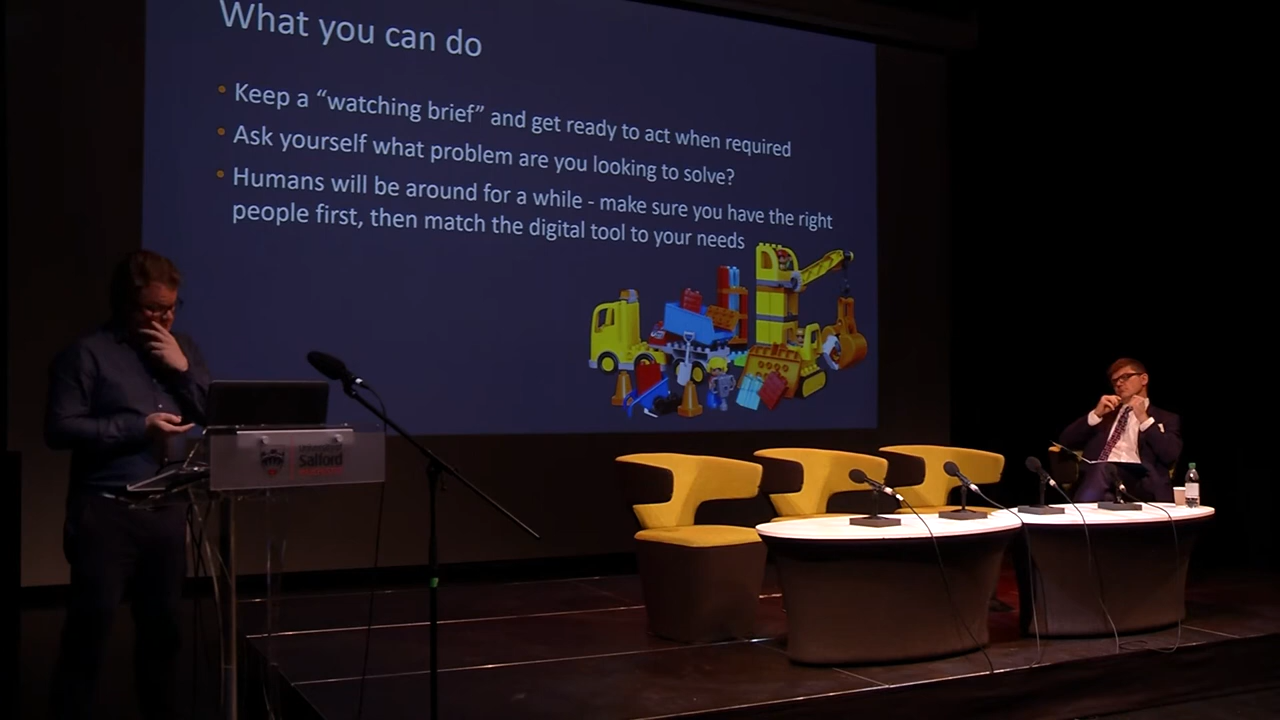 What you can do
• Keep a “watching brief” and get ready to act when required
• Ask yourself what problem are you looking to solve?
• Humans will be around for a while - make sure you have the right
people first, then match the digital tool to your needs
University of
Salford